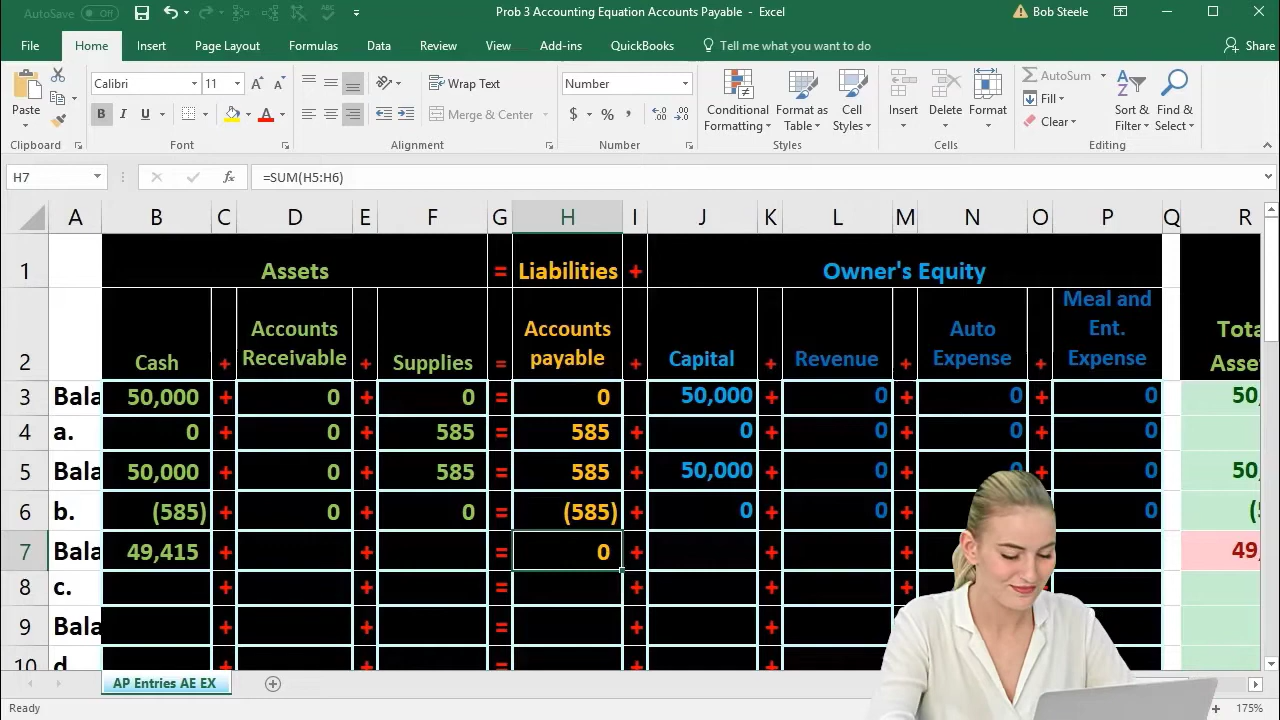 AutoSave Off
Prob 3 Accounting Equation Accounts Payable - Excel
Bob Steele
File Home Insert Page Layout Formulas Data Review View Add-ins QuickBooks Tell me what you want to do Share
Paste
Calibri 11
B I U A
Wrap Text
Merge & Center
Number
$ % ,
Conditional Formatting
Format as Table
Cell Styles
Insert Delete Format
AutoSum
Fill
Clear
Sort & Filter
Find & Select
Clipboard Font Alignment Number Styles Cells Editing
H7 fx =SUM(H5:H6)
A B C D E F G H I J K L M N O P Q R
1 Assets = Liabilities + Owner's Equity
2 Cash + Accounts Receivable + Supplies = Accounts payable + Capital + Revenue + Auto Expense + Meal and Ent. Expense
3 Bala 50,000 + 0 + 0 = 0 50,000 + 0 + 0 + 0 50,
4 a. 0 + 0 + 585 = 585 + 0 + 0 + 0 + 0
5 Bala 50,000 + 0 + 585 = 585 + 50,000 + 0 + 0 + 0 50,
6 b. (585) + 0 + 0 = (585) + 0 + 0 +
7 Bala 49,415 + + = 0 + + + 49,
8 c. + + = + + +
9 Bala + + = + +
10 d + + = + +
AP Entries AE EX
Ready
175%